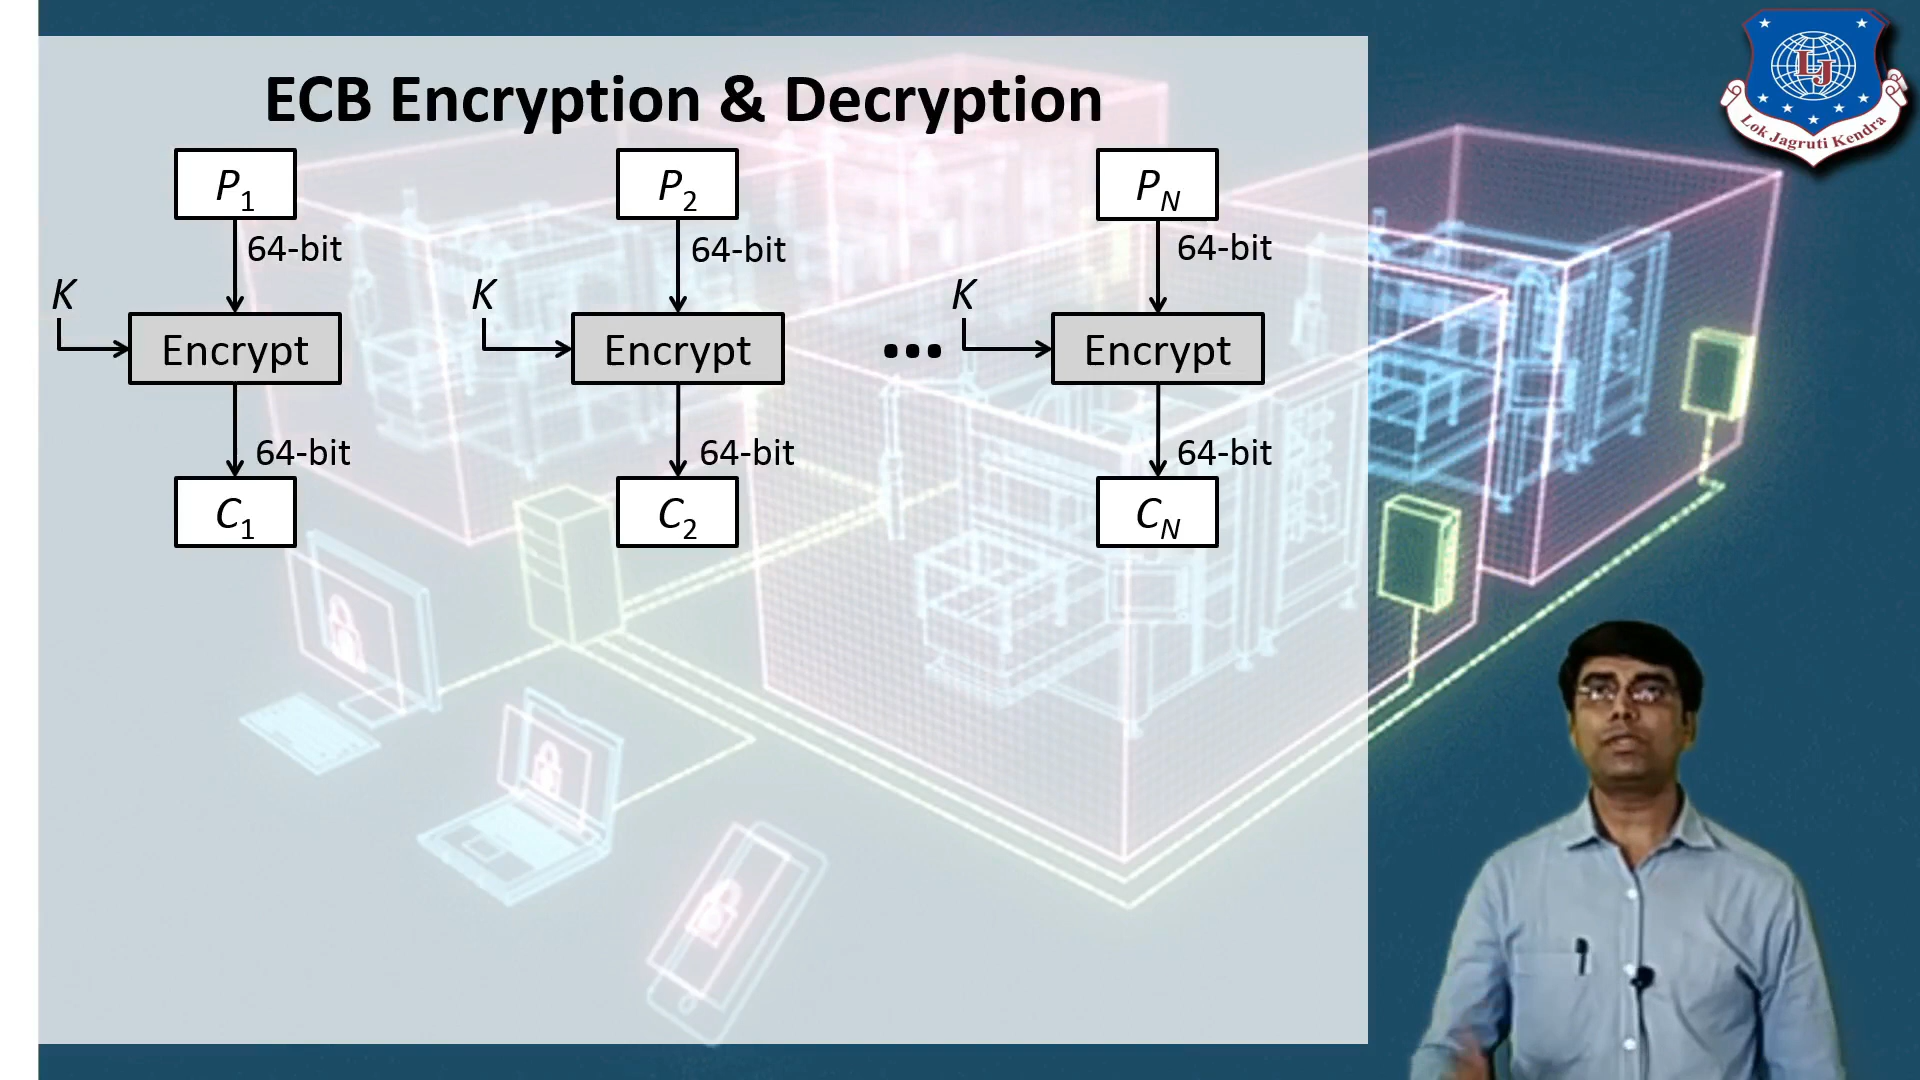 ECB Encryption & Decryption
P1 P2 PN
64-bit 64-bit 64-bit
K K K
Encrypt Encrypt ••• Encrypt
64-bit 64-bit 64-bit
C1 C2 CN
LJ
Lok Jagruti Kendra